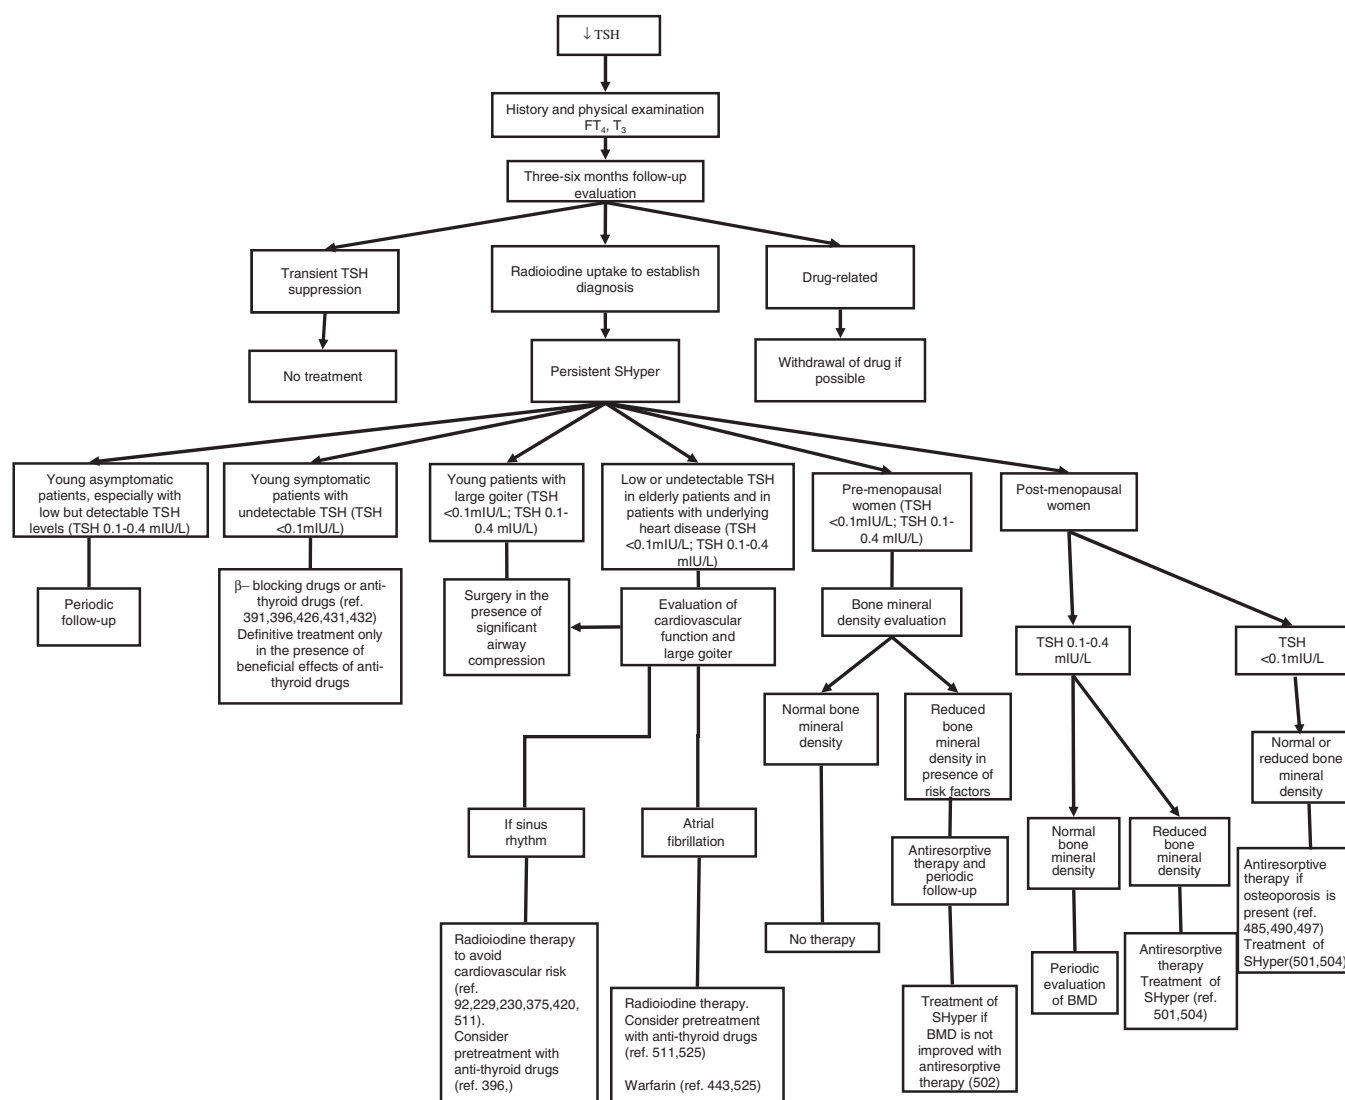 ↓ TSH
History and physical examination
FT4, T3
Three-six months follow-up
evaluation
Transient TSH
suppression
Radioiodine uptake to establish
diagnosis
Drug-related
No treatment
Persistent SHyper
Withdrawal of drug if
possible
Young asymptomatic
patients, especially with
low but detectable TSH
levels (TSH 0.1-0.4 mIU/L)
Young symptomatic
patients with
undetectable TSH (TSH
<0.1mIU/L)
Young patients with
large goiter (TSH
<0.1mIU/L; TSH 0.1-
0.4 mIU/L)
Low or undetectable TSH
in elderly patients and in
patients with underlying
heart disease (TSH
<0.1mIU/L; TSH 0.1-0.4
mIU/L)
Pre-menopausal
women (TSH
<0.1mIU/L; TSH 0.1-
0.4 mIU/L)
Post-menopausal
women
Periodic
follow-up
β– blocking drugs or anti-
thyroid drugs (ref.
391,396,426,431,432)
Definitive treatment only
in the presence of
beneficial effects of anti-
thyroid drugs
Surgery in the
presence of
significant
airway
compression
Evaluation of
cardiovascular
function and
large goiter
Bone mineral
density evaluation
TSH 0.1-0.4
mIU/L
TSH
<0.1mIU/L
Normal bone
mineral
density
Reduced
bone
mineral
density in
presence of
risk factors
Normal or
reduced bone
mineral
density
If sinus
rhythm
Atrial
fibrillation
Antiresorptive
therapy and
periodic
follow-up
Normal
bone
mineral
density
Reduced
bone
mineral
density
Antiresorptive
therapy if
osteoporosis is
present (ref.
485,490,497)
Treatment of
SHyper(501,504)
No therapy
Radioiodine therapy
to avoid
cardiovascular risk
(ref.
92,229,230,375,420,
511).
Consider
pretreatment with
anti-thyroid drugs
(ref. 396,)
Radioiodine therapy.
Consider pretreatment
with anti-thyroid drugs
(ref. 511,525)
Warfarin (ref. 443,525)
Treatment of
SHyper if
BMD is not
improved with
antiresorptive
therapy (502)
Periodic
evaluation
of BMD
Antiresorptive
therapy
Treatment of
SHyper (ref.
501,504)